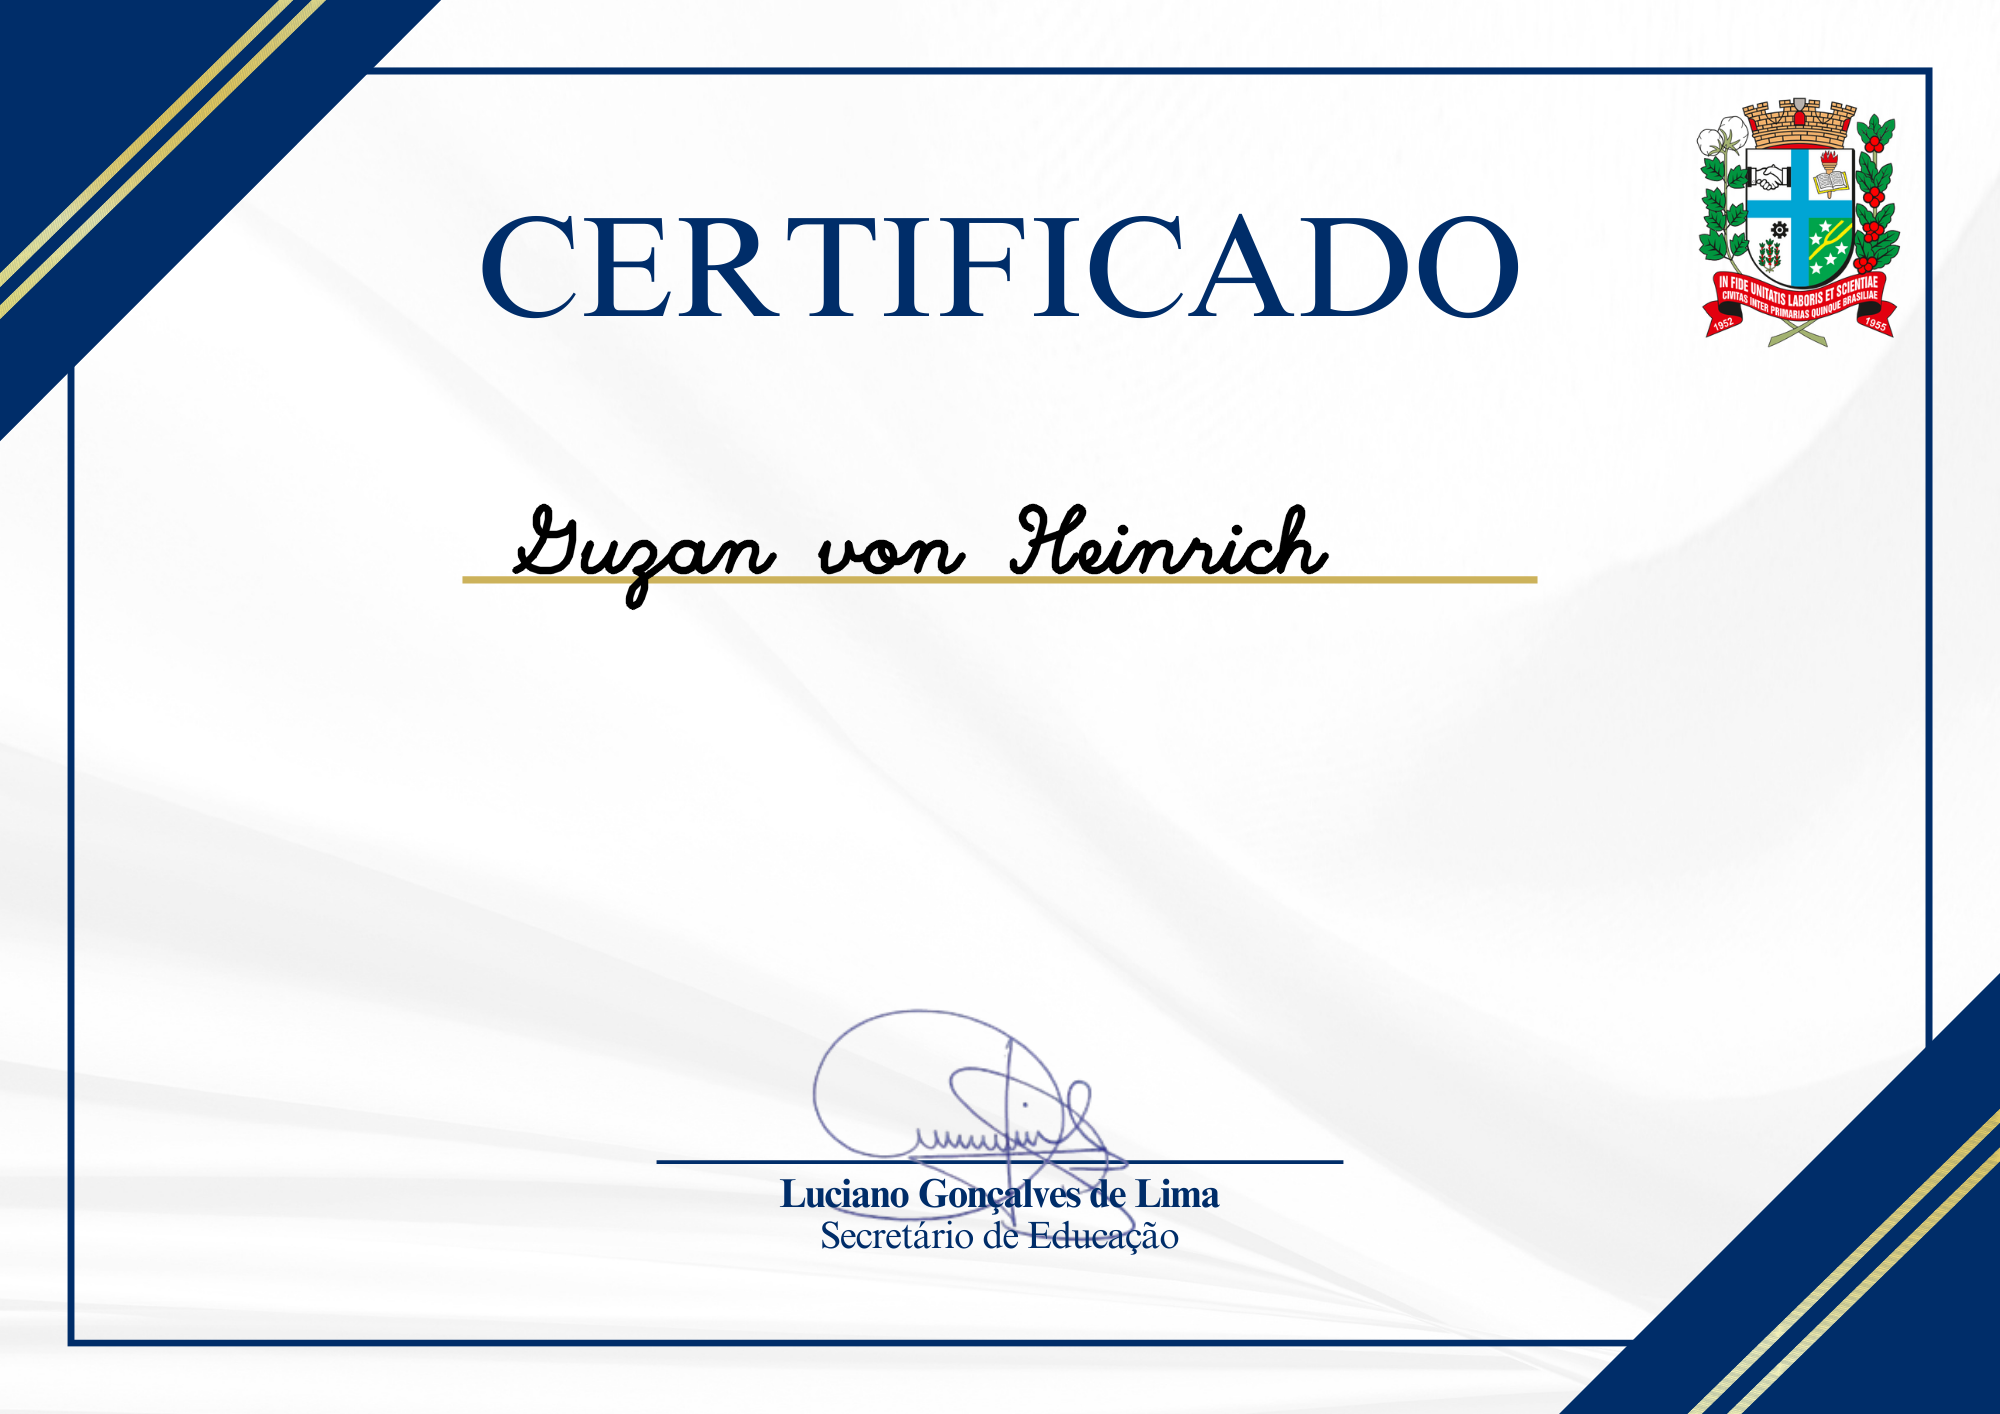 CERTIFICADO
IN FIDE UNITATIS LABORIS ET SCIENTIAE
CIVITAS INTER PRIMARIAS QUINQUE BRASILIAE
1952 1955
Guzan von Heinrich
Luciano Gonçalves de Lima
Secretário de Educação